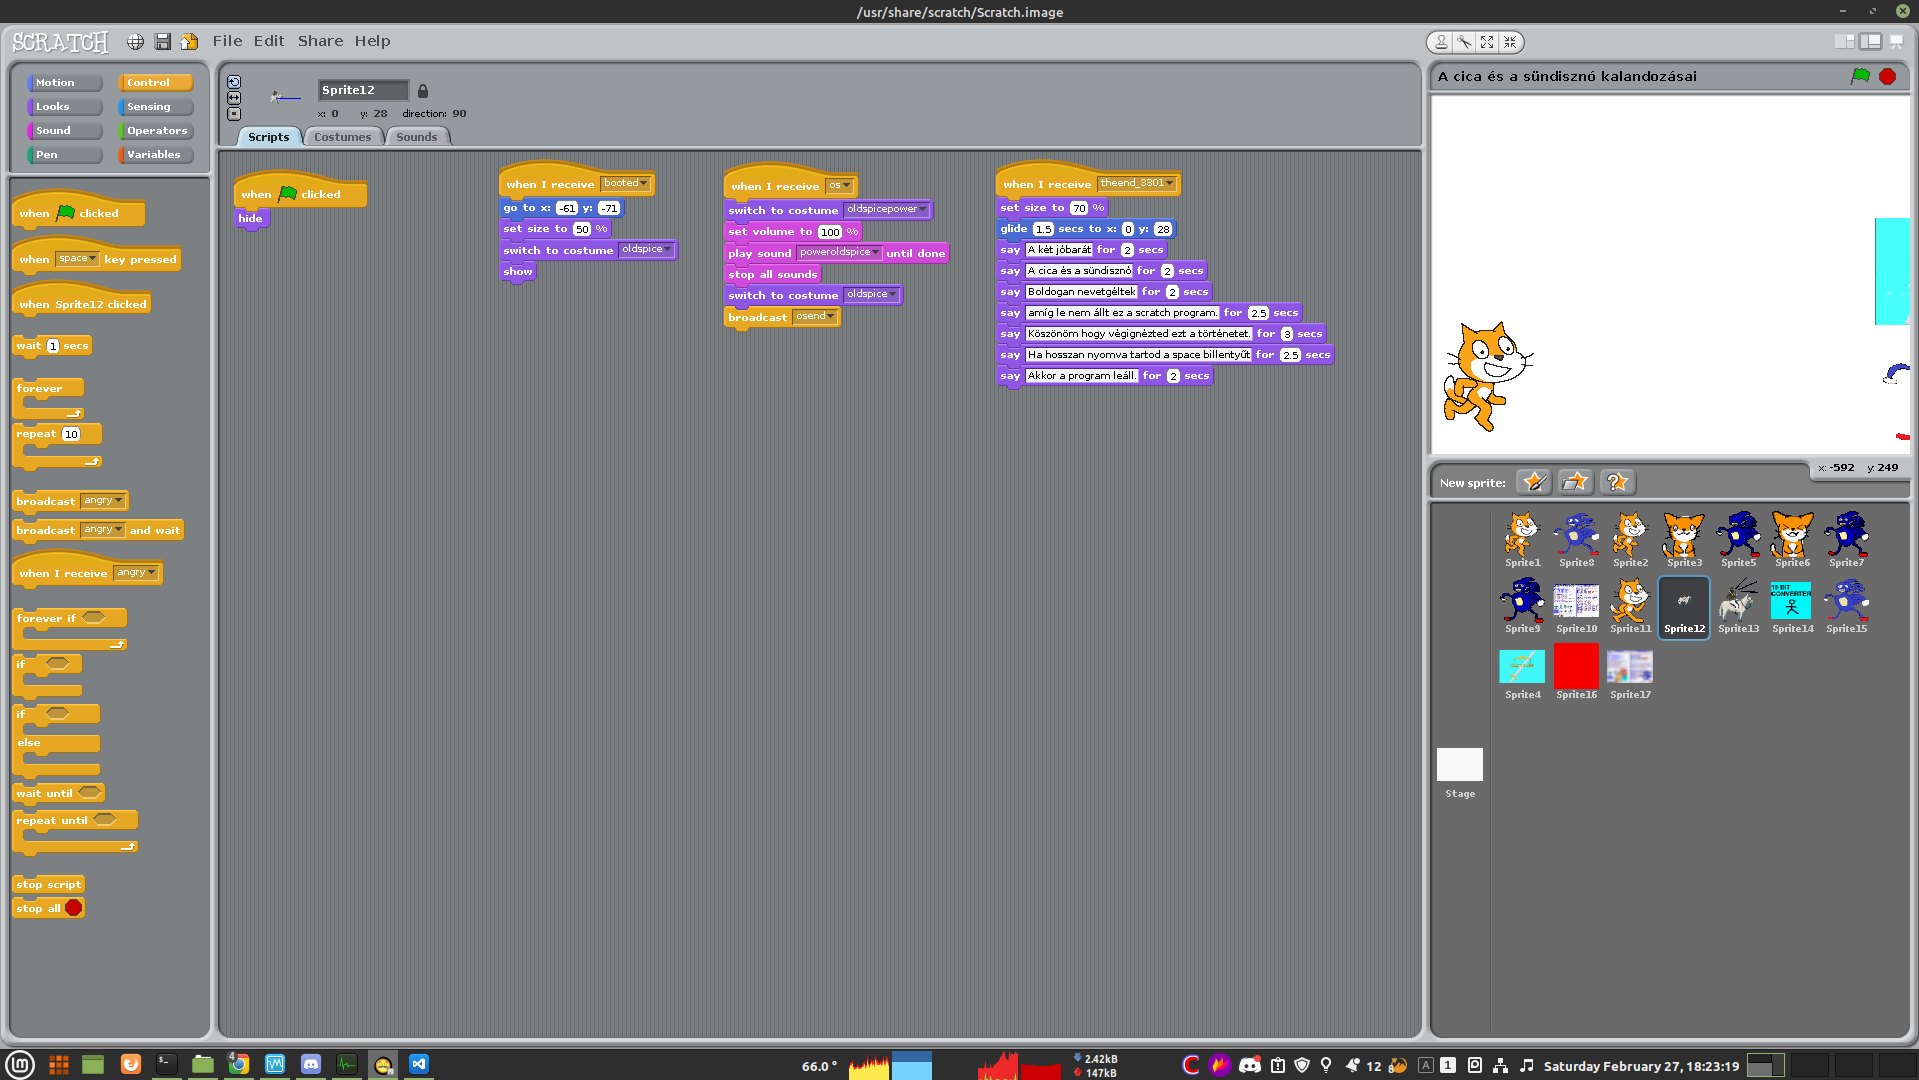 /usr/share/scratch/Scratch.image
SCRATCH File Edit Share Help
Motion Control
Looks Sensing
Sound Operators
Pen Variables
when clicked
when space key pressed
when Sprite12 clicked
wait 1 secs
forever
repeat 10
broadcast angry
broadcast angry and wait
when I receive angry
forever if
if
if
else
wait until
repeat until
stop script
stop all
Sprite12
x: 0 y: 28 direction: 90
Scripts Costumes Sounds
when clicked
hide
when I receive booted
go to x: -61 y: -71
set size to 50 %
switch to costume oldspice
show
when I receive os
switch to costume oldspicepower
set volume to 100 %
play sound poweroldspice until done
stop all sounds
switch to costume oldspice
broadcast osend
when I receive theend_3301
set size to 70 %
glide 1.5 secs to x: 0 y: 28
say A két jóbarát for 2 secs
say A cica és a sündisznó for 2 secs
say Boldogan nevetgéltek for 2 secs
say amíg le nem állt ez a scratch program. for 2.5 secs
say Köszönöm hogy végignézted ezt a történetet. for 3 secs
say Ha hosszan nyomva tartod a space billentyűt for 2.5 secs
say Akkor a program leáll. for 2 secs
A cica és a sündisznó kalandozásai
x: -592 y: 249
New sprite:
Sprite1 Sprite8 Sprite2 Sprite3 Sprite5 Sprite6 Sprite7
16 BIT
CONVERTER
Sprite9 Sprite10 Sprite11 Sprite12 Sprite13 Sprite14 Sprite15
Sprite4 Sprite16 Sprite17
Stage
4
66.0°
2.42kB
147kB
12
A
1
Saturday February 27, 18:23:19